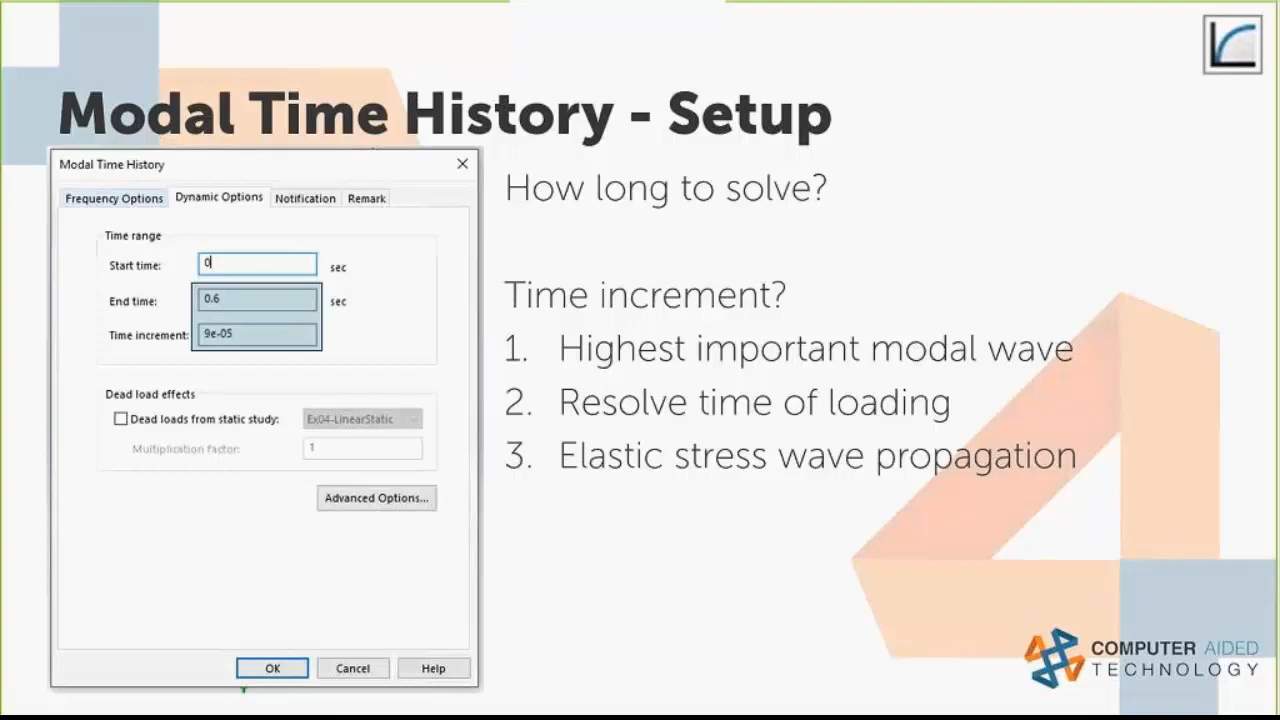 Modal Time History - Setup
Modal Time History
Frequency Options Dynamic Options Notification Remark
Time range
Start time: 0 sec
End time: 0.6 sec
Time increment: 9e-05
Dead load effects
Dead loads from static study: Ex04-LinearStatic
Multiplication factor: 1
Advanced Options...
OK Cancel Help
How long to solve?
Time increment?
1. Highest important modal wave
2. Resolve time of loading
3. Elastic stress wave propagation
COMPUTER AIDED
TECHNOLOGY